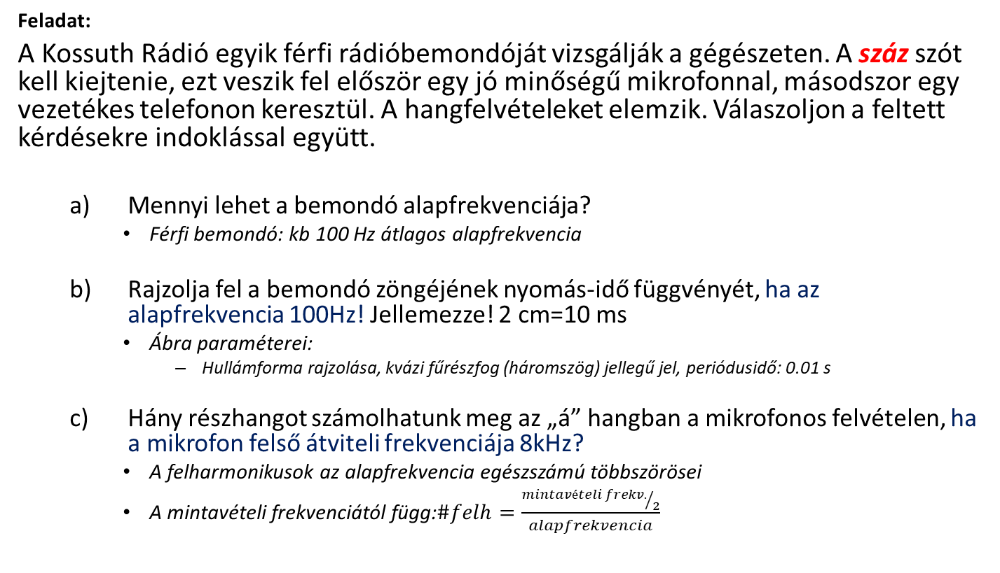 Feladat:
A Kossuth Rádió egyik férfi rádióbemondóját vizsgálják a gégészeten. A száz szót
kell kiejtenie, ezt veszik fel először egy jó minőségű mikrofonnal, másodszor egy
vezetékes telefonon keresztül. A hangfelvételeket elemzik. Válaszoljon a feltett
kérdésekre indoklással együtt.
a) Mennyi lehet a bemondó alapfrekvenciája?
• Férfi bemondó: kb 100 Hz átlagos alapfrekvencia
b) Rajzolja fel a bemondó zöngéjének nyomás-idő függvényét, ha az
alapfrekvencia 100Hz! Jellemezze! 2 cm=10 ms
• Ábra paraméterei:
– Hullámforma rajzolása, kvázi fűrészfog (háromszög) jellegű jel, periódusidő: 0.01 s
c) Hány részhangot számolhatunk meg az „á” hangban a mikrofonos felvételen, ha
a mikrofon felső átviteli frekvenciája 8kHz?
• A felharmonikusok az alapfrekvencia egészszámú többszörösei
• A mintavételi frekvenciától függ:#felh = mintavételi frekv./2
alapfrekvencia